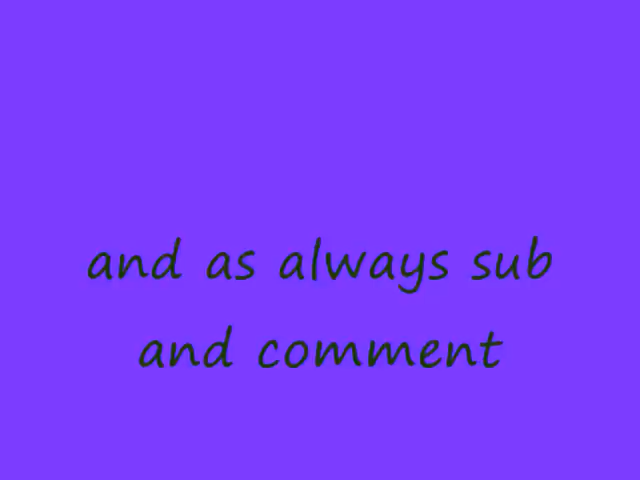 and as always sub
and comment